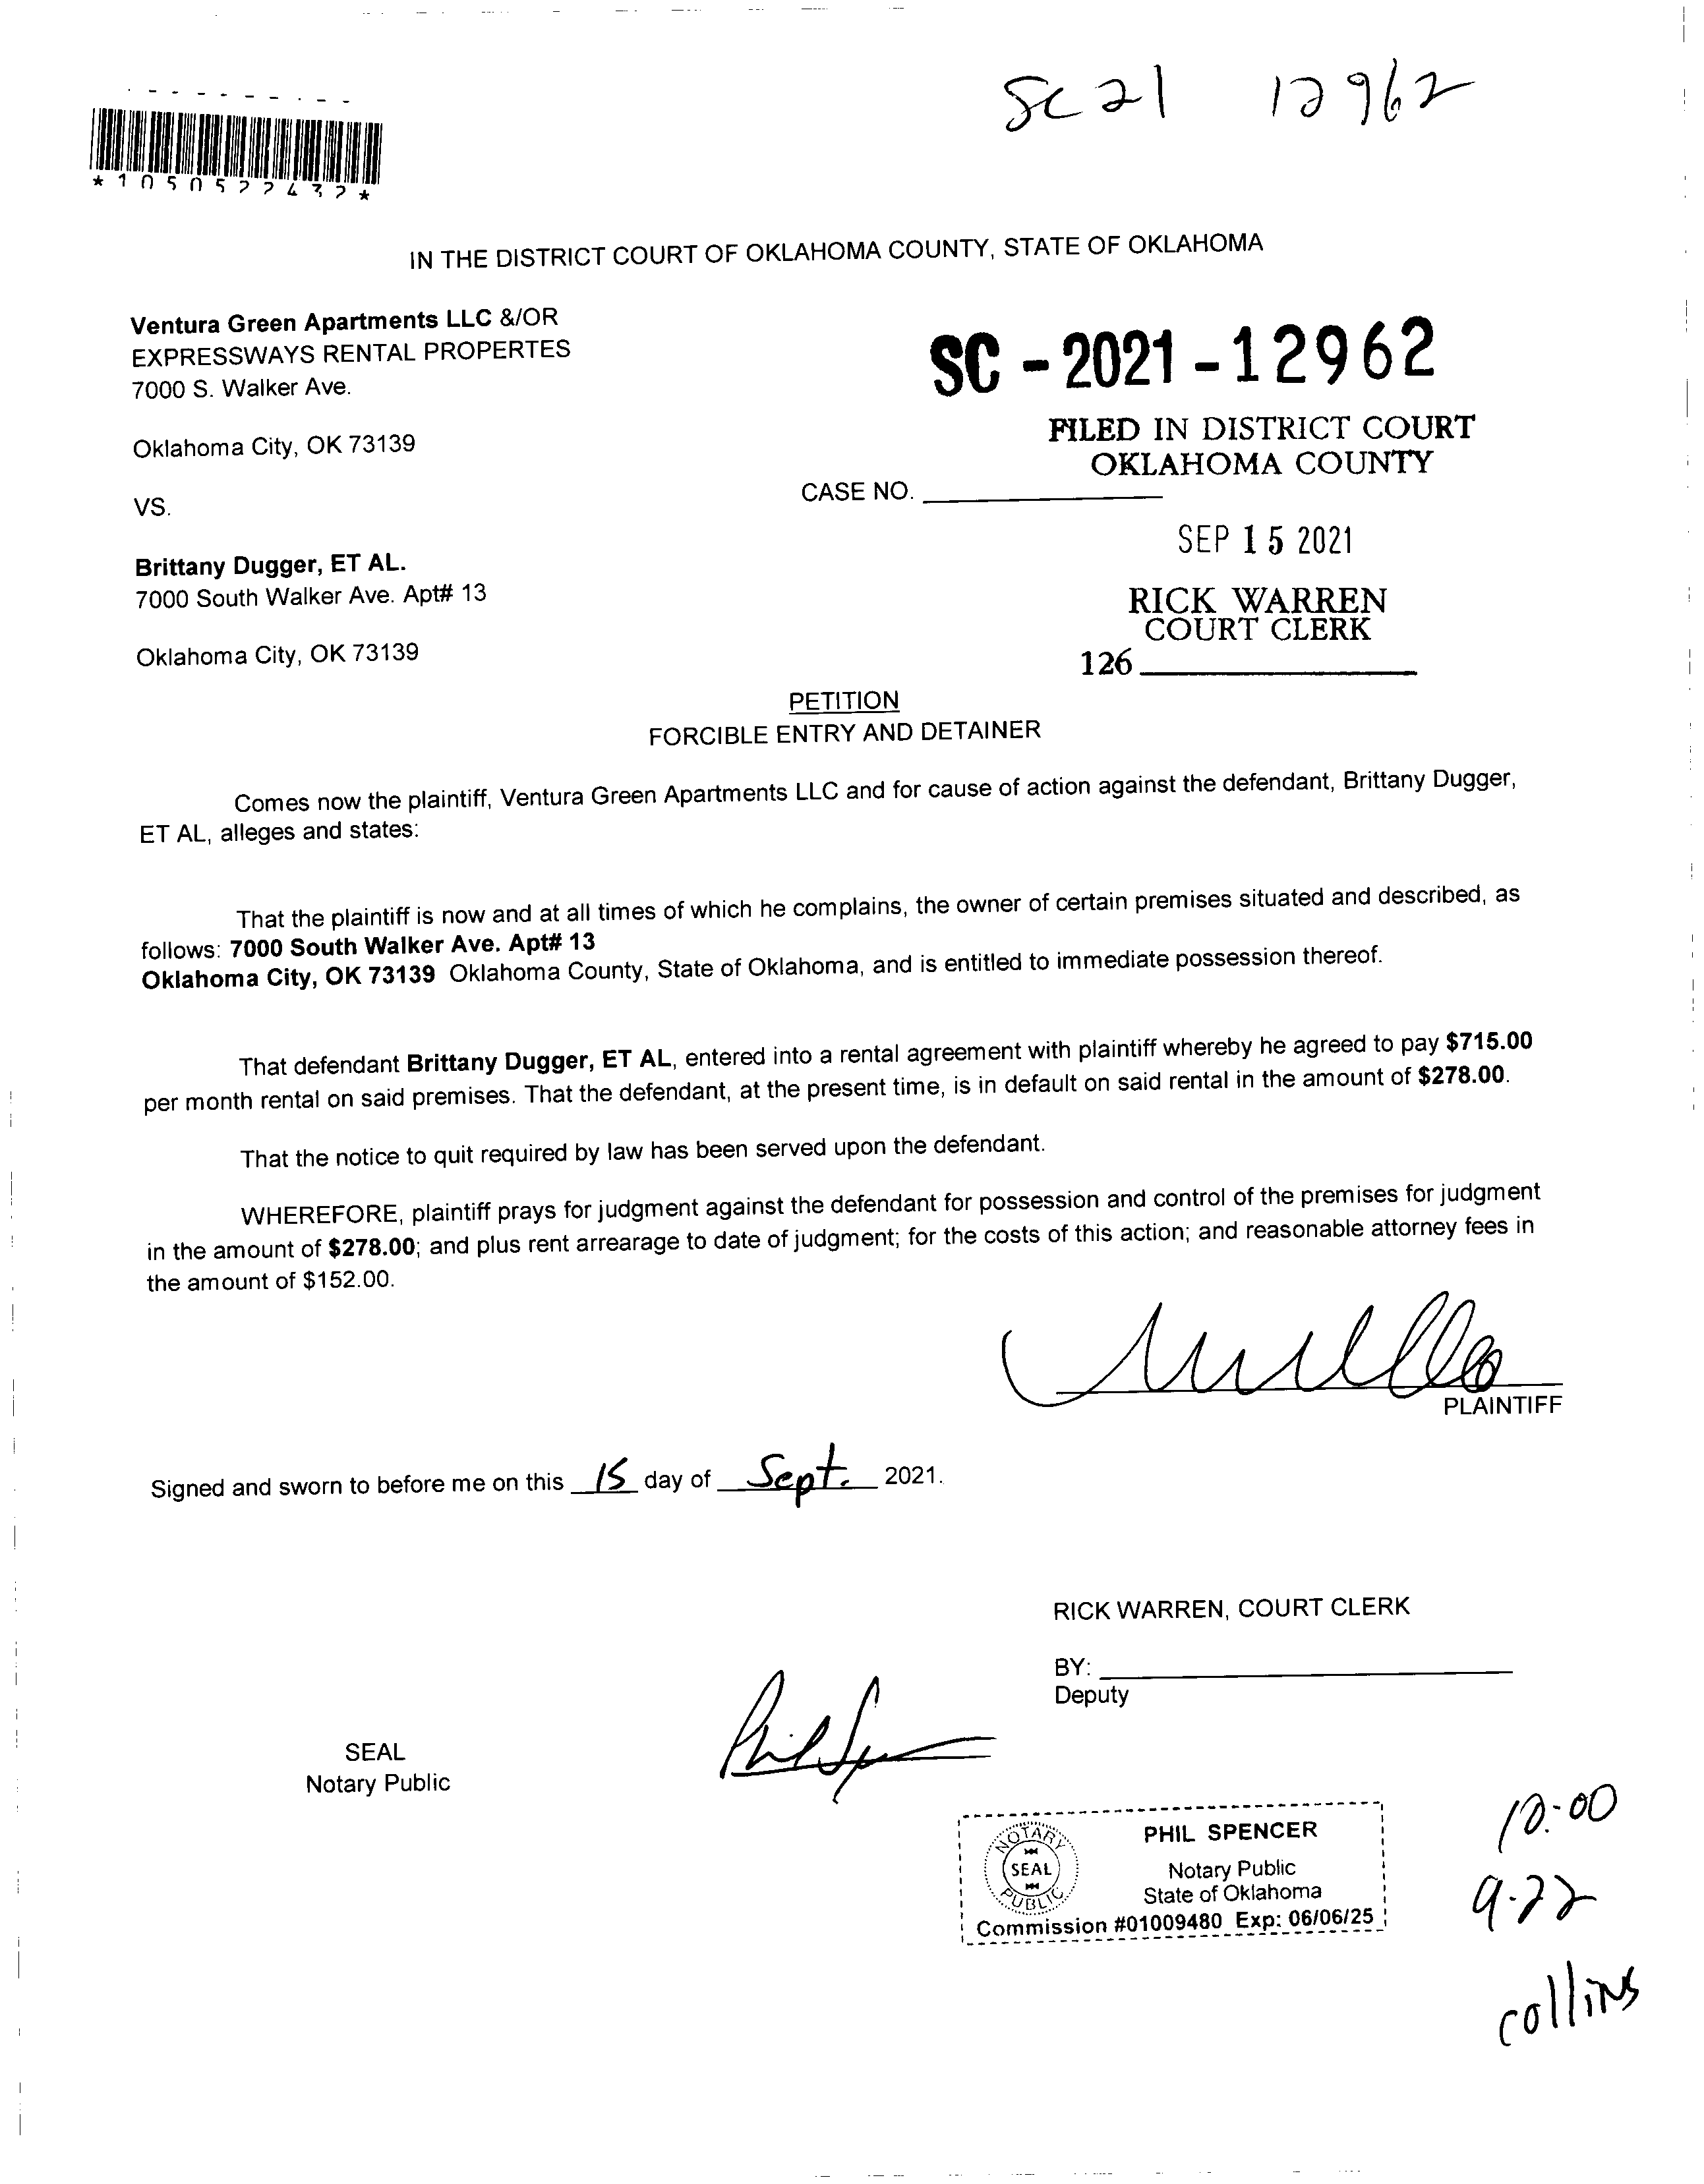 SC 21 12962
*1050522432*
IN THE DISTRICT COURT OF OKLAHOMA COUNTY, STATE OF OKLAHOMA
Ventura Green Apartments LLC &/OR
EXPRESSWAYS RENTAL PROPERTES
7000 S. Walker Ave.
Oklahoma City, OK 73139
VS.
Brittany Dugger, ET AL.
7000 South Walker Ave. Apt# 13
Oklahoma City, OK 73139
SC - 2021 - 12962
FILED IN DISTRICT COURT
OKLAHOMA COUNTY
CASE NO.
SEP 15 2021
RICK WARREN
COURT CLERK
126
PETITION
FORCIBLE ENTRY AND DETAINER
Comes now the plaintiff, Ventura Green Apartments LLC and for cause of action against the defendant, Brittany Dugger,
ET AL, alleges and states:
That the plaintiff is now and at all times of which he complains, the owner of certain premises situated and described, as
follows: 7000 South Walker Ave. Apt# 13
Oklahoma City, OK 73139 Oklahoma County, State of Oklahoma, and is entitled to immediate possession thereof.
That defendant Brittany Dugger, ET AL, entered into a rental agreement with plaintiff whereby he agreed to pay $715.00
per month rental on said premises. That the defendant, at the present time, is in default on said rental in the amount of $278.00.
That the notice to quit required by law has been served upon the defendant.
WHEREFORE, plaintiff prays for judgment against the defendant for possession and control of the premises for judgment
in the amount of $278.00; and plus rent arrearage to date of judgment; for the costs of this action; and reasonable attorney fees in
the amount of $152.00.
PLAINTIFF
Signed and sworn to before me on this 15 day of Sept. 2021.
RICK WARREN, COURT CLERK
BY:
Deputy
SEAL
Notary Public
Phil Spencer
NOTARY
SEAL
PUBLIC
PHIL SPENCER
Notary Public
State of Oklahoma
Commission #01009480 Exp: 06/06/25
10:00
9-22
collins